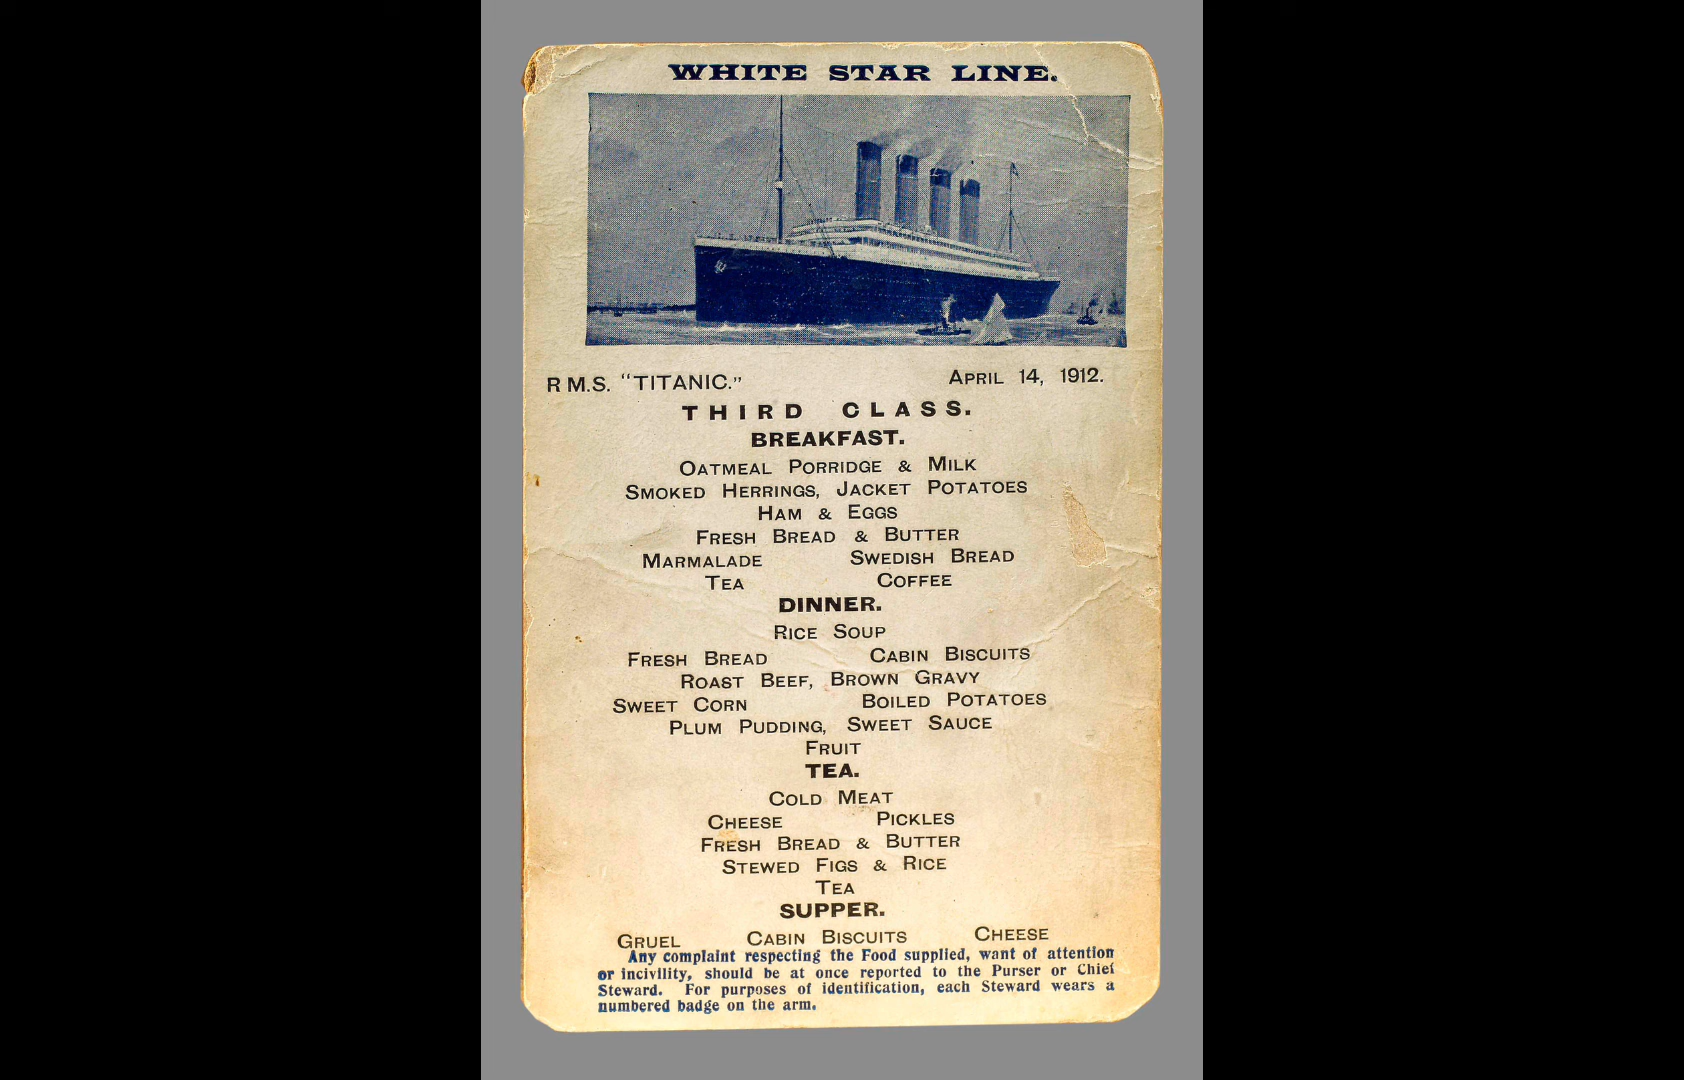 WHITE STAR LINE.
R M.S. "TITANIC."    APRIL 14, 1912.
THIRD CLASS.
BREAKFAST.
OATMEAL PORRIDGE & MILK
SMOKED HERRINGS, JACKET POTATOES
HAM & EGGS
FRESH BREAD & BUTTER
MARMALADE    SWEDISH BREAD
TEA    COFFEE
DINNER.
RICE SOUP
FRESH BREAD    CABIN BISCUITS
ROAST BEEF, BROWN GRAVY
SWEET CORN    BOILED POTATOES
PLUM PUDDING, SWEET SAUCE
FRUIT
TEA.
COLD MEAT
CHEESE    PICKLES
FRESH BREAD & BUTTER
STEWED FIGS & RICE
TEA
SUPPER.
GRUEL    CABIN BISCUITS    CHEESE
Any complaint respecting the Food supplied, want of attention
or incivility, should be at once reported to the Purser or Chief
Steward. For purposes of identification, each Steward wears a
numbered badge on the arm.